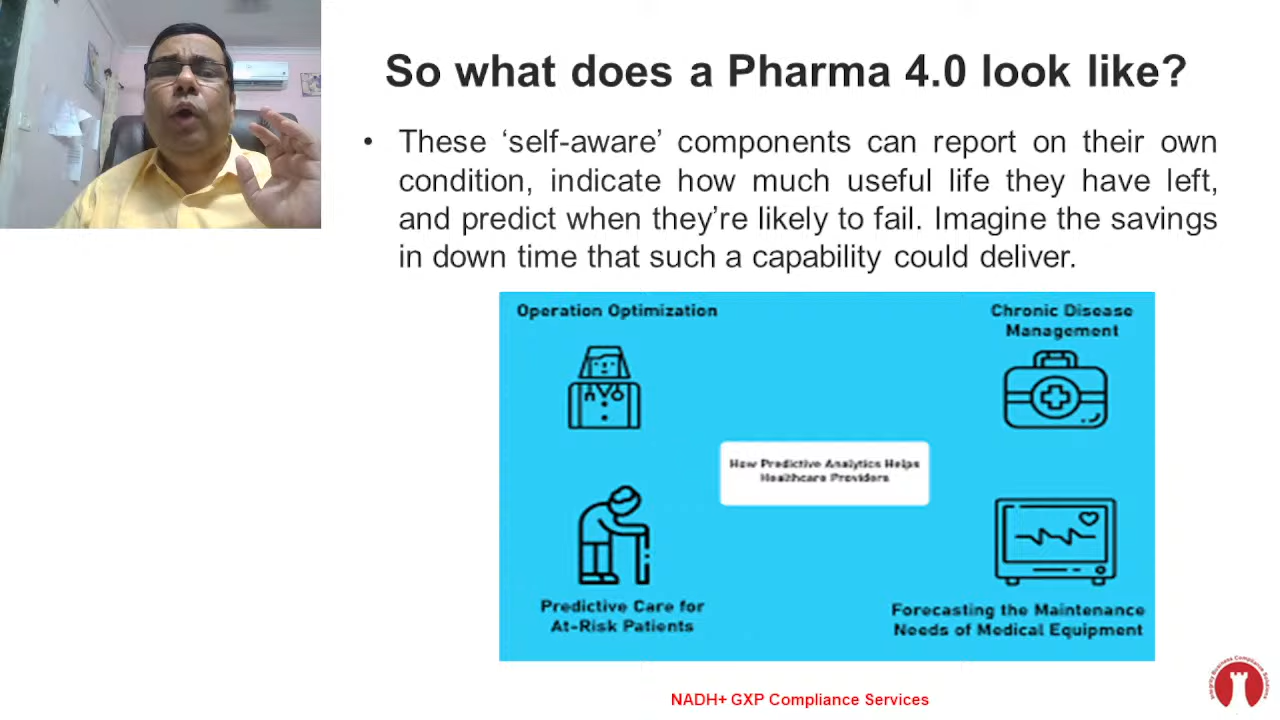 So what does a Pharma 4.0 look like?
• These ‘self-aware’ components can report on their own
condition, indicate how much useful life they have left,
and predict when they’re likely to fail. Imagine the savings
in down time that such a capability could deliver.
Operation Optimization
Chronic Disease
Management
How Predictive Analytics Helps
Healthcare Providers
Predictive Care for
At-Risk Patients
Forecasting the Maintenance
Needs of Medical Equipment
NADH+ GXP Compliance Services
Integrity Business Compliance